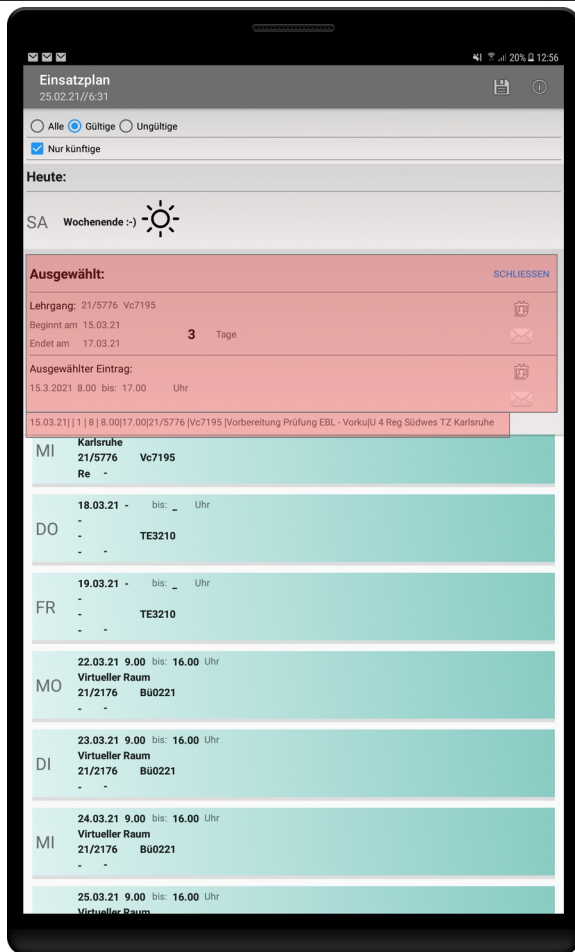 20% 12:56
Einsatzplan
25.02.21//6:31
Alle Gültige Ungültige
Nur künftige
Heute:
SA Wochenende :-)
Ausgewählt: SCHLIESSEN
Lehrgang: 21/5776 Vc7195
Beginnt am 15.03.21
3 Tage
Endet am 17.03.21
Ausgewählter Eintrag:
15.3.2021 8.00 bis: 17.00 Uhr
15.03.21| | 1 | 8 | 8.00|17.00|21/5776 |Vc7195 |Vorbereitung Prüfung EBL - Vorku|U 4 Reg Südwes TZ Karlsruhe
MI
Karlsruhe
21/5776 Vc7195
Re -
DO
18.03.21 - bis: _ Uhr
-
- TE3210
- -
FR
19.03.21 - bis: _ Uhr
-
- TE3210
- -
MO
22.03.21 9.00 bis: 16.00 Uhr
Virtueller Raum
21/2176 Bü0221
- -
DI
23.03.21 9.00 bis: 16.00 Uhr
Virtueller Raum
21/2176 Bü0221
- -
MI
24.03.21 9.00 bis: 16.00 Uhr
Virtueller Raum
21/2176 Bü0221
- -
25.03.21 9.00 bis: 16.00 Uhr
Virtueller Raum